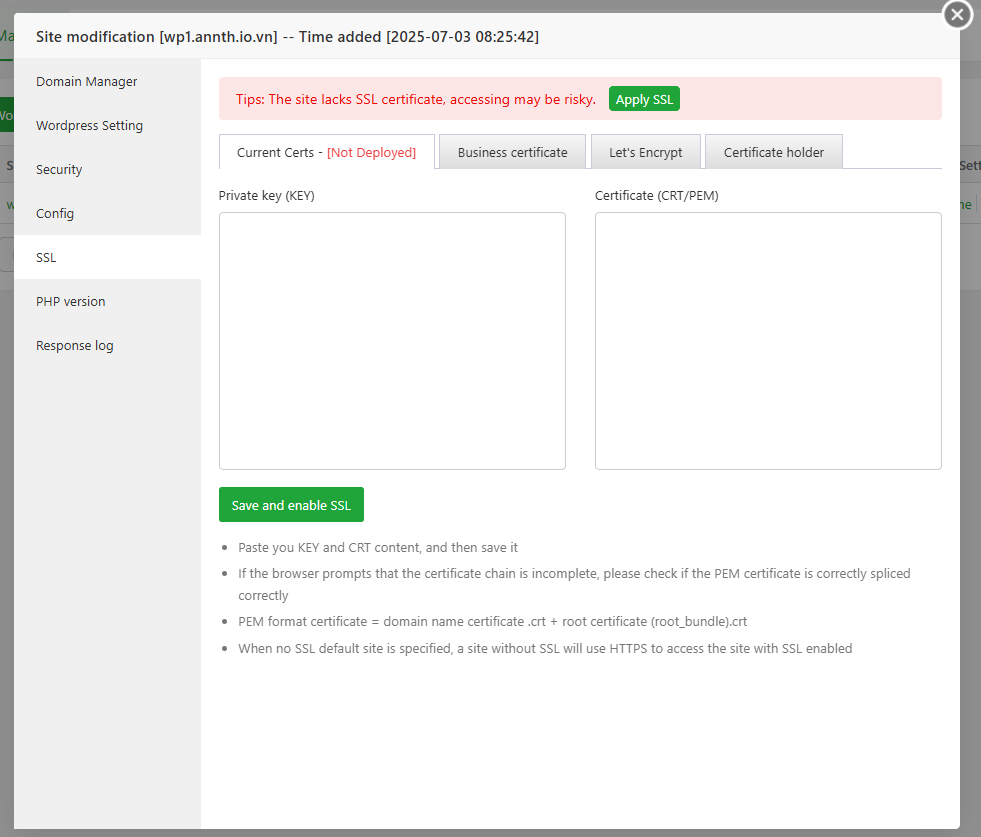 Site modification [wp1.annth.io.vn] -- Time added [2025-07-03 08:25:42]
Domain Manager
Wordpress Setting
Security
Config
SSL
PHP version
Response log
Tips: The site lacks SSL certificate, accessing may be risky. Apply SSL
Current Certs - [Not Deployed] Business certificate Let's Encrypt Certificate holder
Private key (KEY) Certificate (CRT/PEM)
Save and enable SSL
Paste you KEY and CRT content, and then save it
If the browser prompts that the certificate chain is incomplete, please check if the PEM certificate is correctly spliced
correctly
PEM format certificate = domain name certificate .crt + root certificate (root_bundle).crt
When no SSL default site is specified, a site without SSL will use HTTPS to access the site with SSL enabled